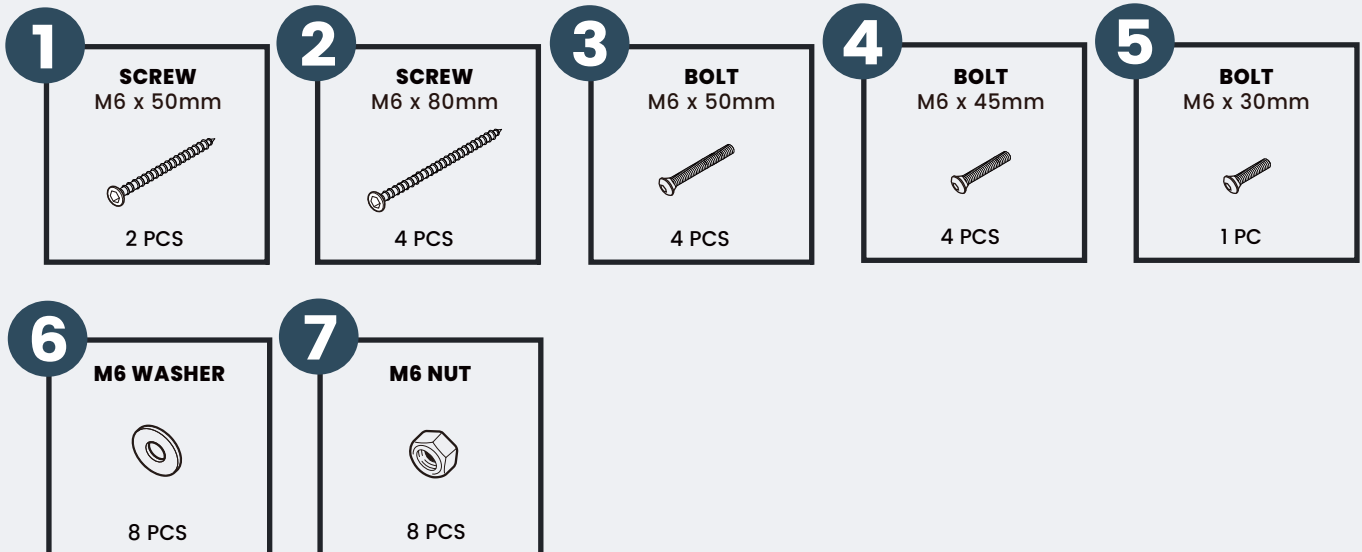 1
SCREW
M6 x 50mm
2 PCS
2
SCREW
M6 x 80mm
4 PCS
3
BOLT
M6 x 50mm
4 PCS
4
BOLT
M6 x 45mm
4 PCS
5
BOLT
M6 x 30mm
1 PC
6
M6 WASHER
8 PCS
7
M6 NUT
8 PCS